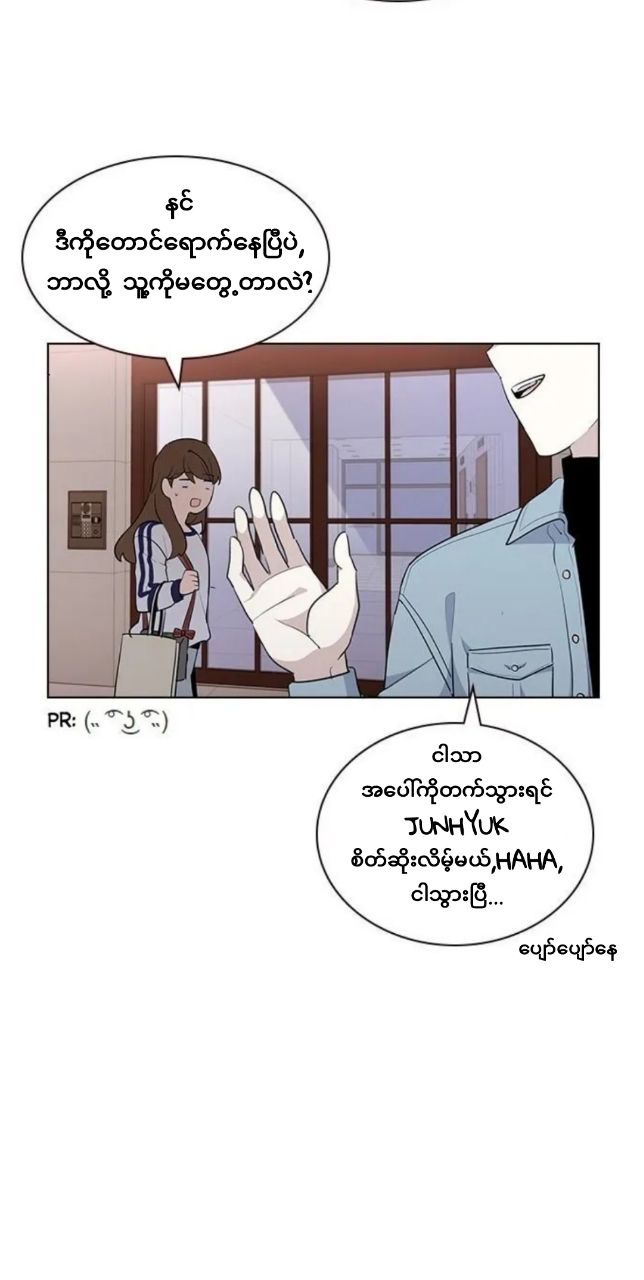 နင်
ဒီကိုတောင်ရောက်နေပြီပဲ,
ဘာလို့ သူ့ကိုမတွေ့တာလဲ?
PR: (˵ ͡° ͜ʖ ͡°˵)
ငါသာ
အပေါ်ကိုတက်သွားရင်
JUNHYUK
စိတ်ဆိုးလိမ့်မယ်,HAHA,
ငါသွားပြီ...
ပျော်ပျော်နေ